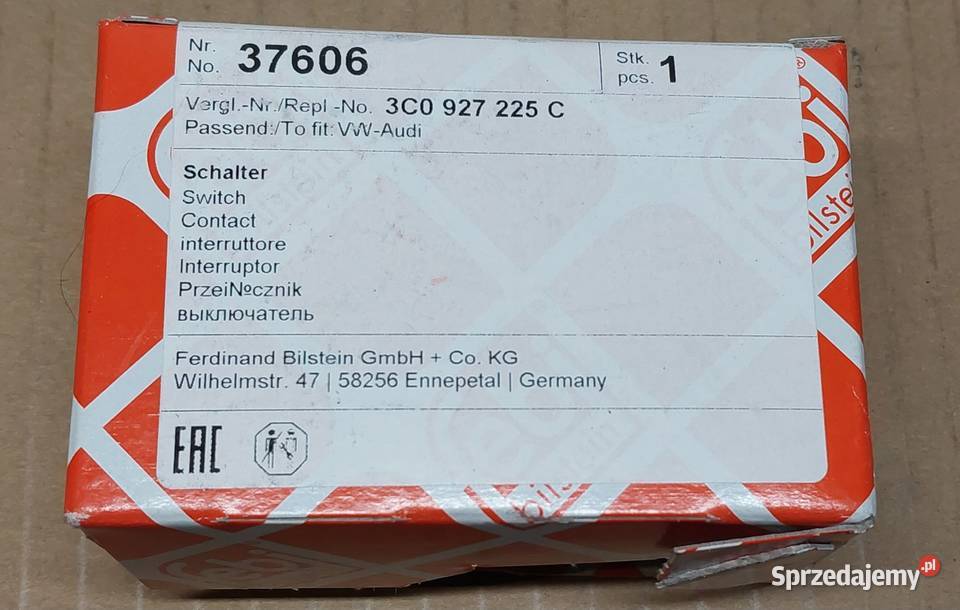 Nr.
No. 37606
Stk.
pcs. 1
Vergl.-Nr./Repl -No. 3C0 927 225 C
Passend:/To fit: VW-Audi
Schalter
Switch
Contact
interruttore
Interruptor
PrzeiNºcznik
выключатель
Ferdinand Bilstein GmbH + Co. KG
Wilhelmstr. 47 | 58256 Ennepetal | Germany
EAC
bilstein
Sprzedajemy.pl